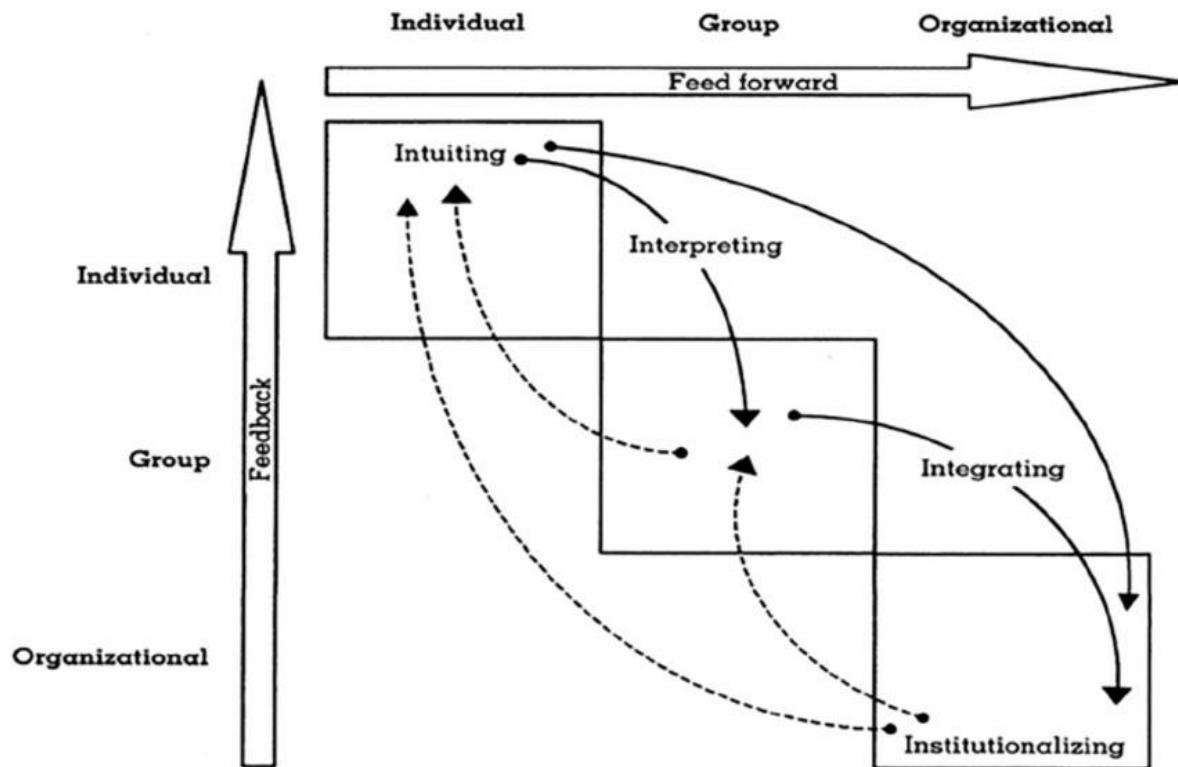 Individual Group Organizational
Feed forward
Intuiting
Interpreting
Individual
Feedback
Group
Integrating
Organizational
Institutionalizing